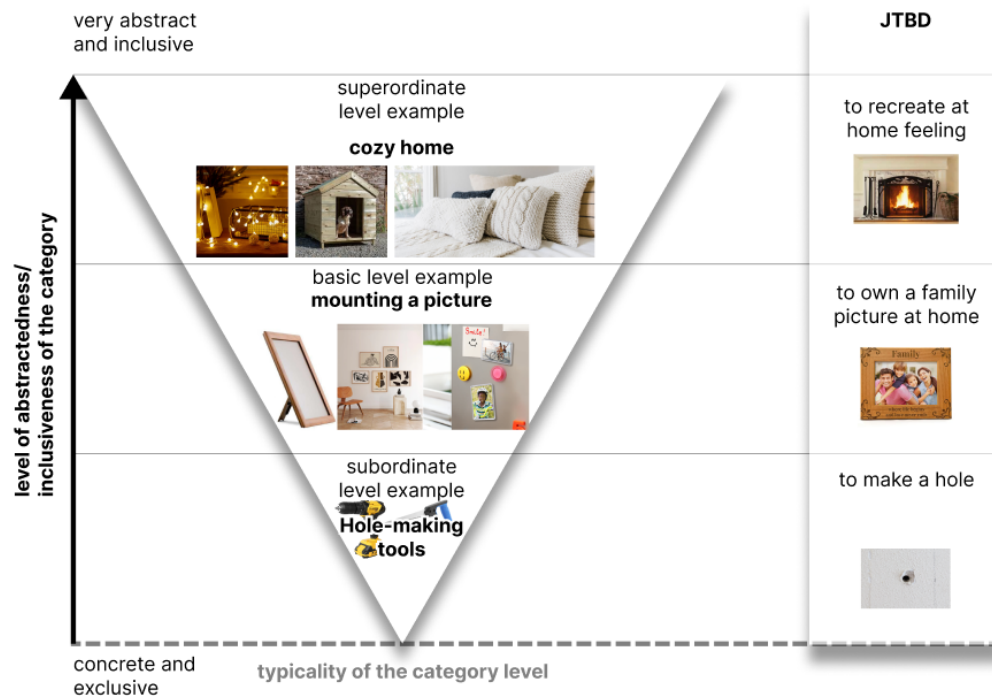 very abstract
and inclusive
JTBD
superordinate
level example
cozy home
to recreate at
home feeling
level of abstractedness/
inclusiveness of the category
basic level example
mounting a picture
Smile!
to own a family
picture at home
Family
subordinate
level example
Hole-making
tools
to make a hole
concrete and
exclusive
typicality of the category level